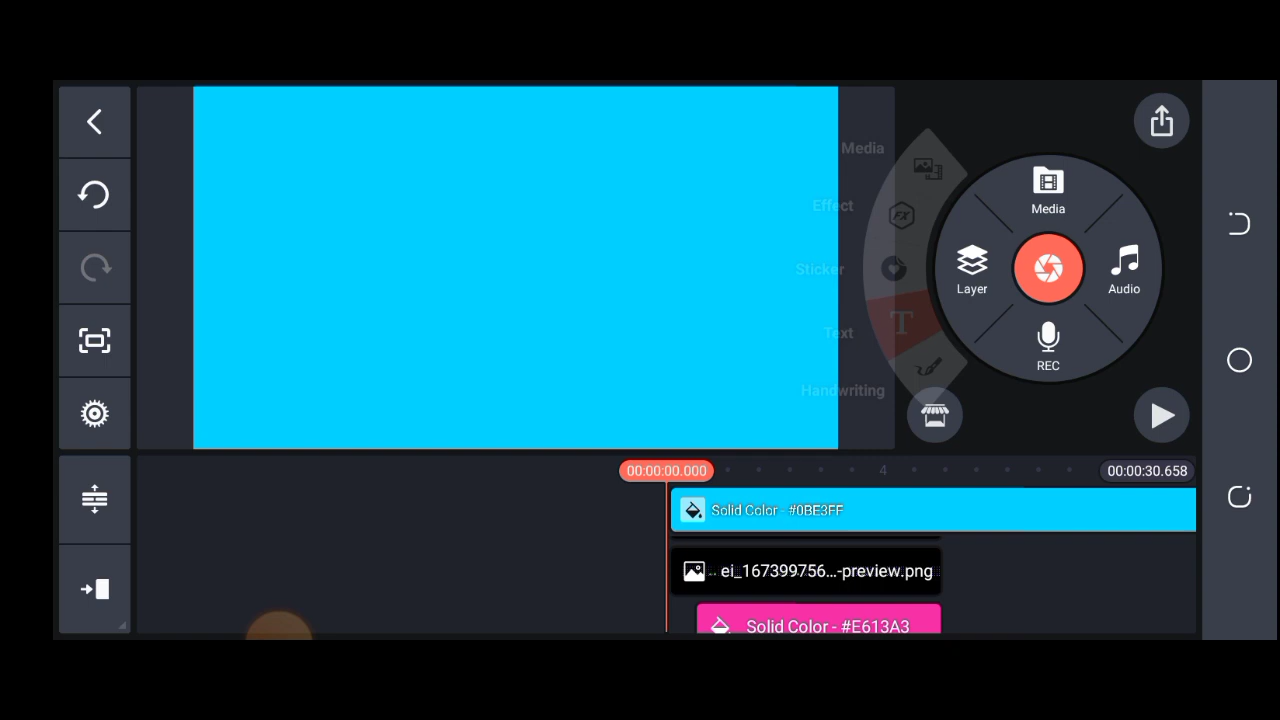 Media
Effect
Sticker
Text
Handwriting
FX
T
Media
Layer
Audio
REC
00:00:00.000
4
00:00:30.658
Solid Color - #0BE3FF
ei_167399756...-preview.png
Solid Color - #E613A3